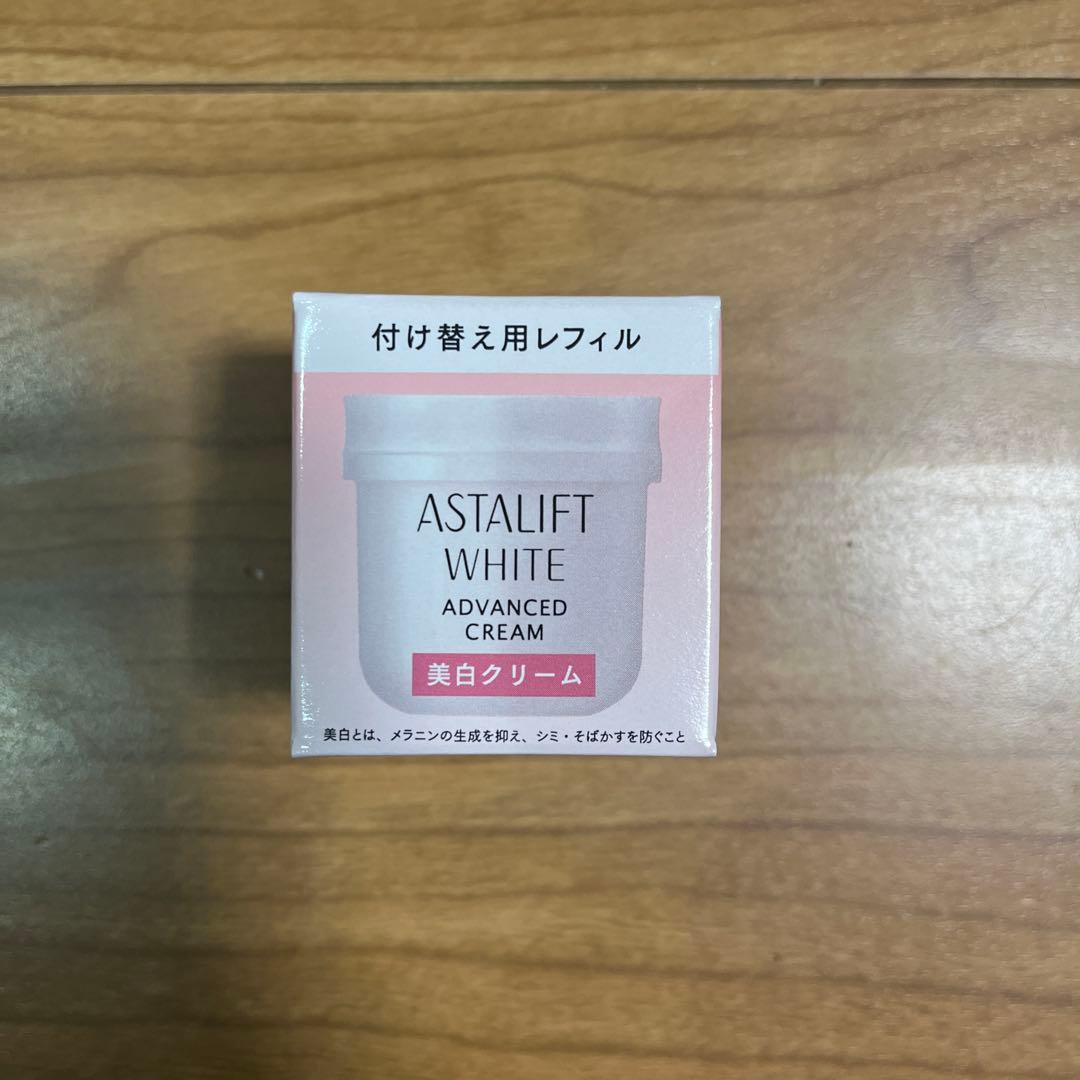 付け替え用レフィル
ASTALIFT
WHITE
ADVANCED
CREAM
美白クリーム
美白とは、メラニンの生成を抑え、シミ・そばかすを防ぐこと